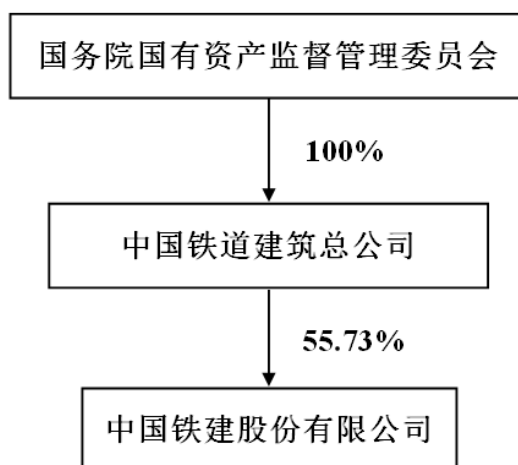 国务院国有资产监督管理委员会
100%
中国铁道建筑总公司
55.73%
中国铁建股份有限公司